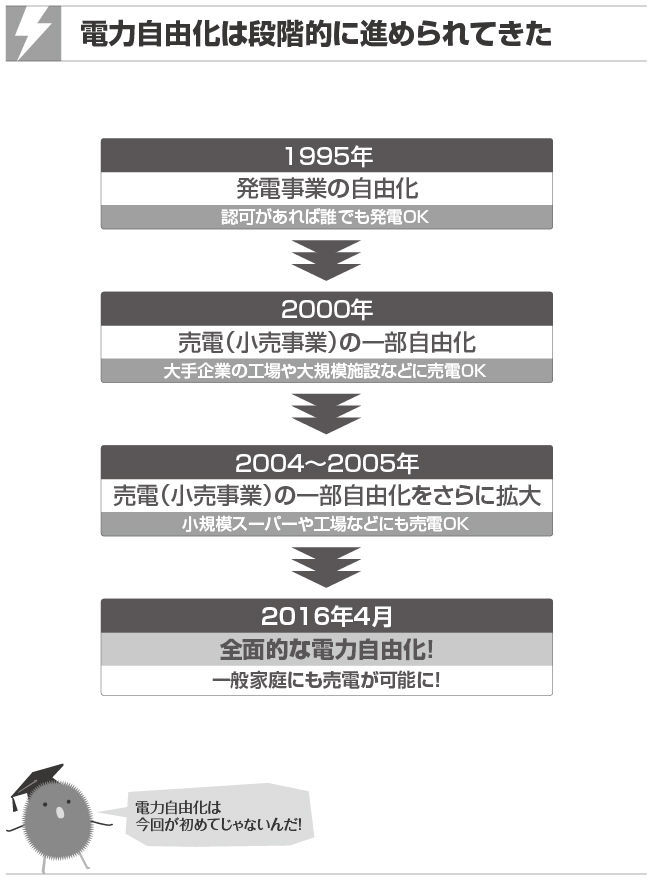 電力自由化は段階的に進められてきた
1995年
発電事業の自由化
認可があれば誰でも発電OK
2000年
売電(小売事業)の一部自由化
大手企業の工場や大規模施設などに売電OK
2004〜2005年
売電(小売事業)の一部自由化をさらに拡大
小規模スーパーや工場などにも売電OK
2016年4月
全面的な電力自由化!
一般家庭にも売電が可能に!
電力自由化は
今回が初めてじゃないんだ!